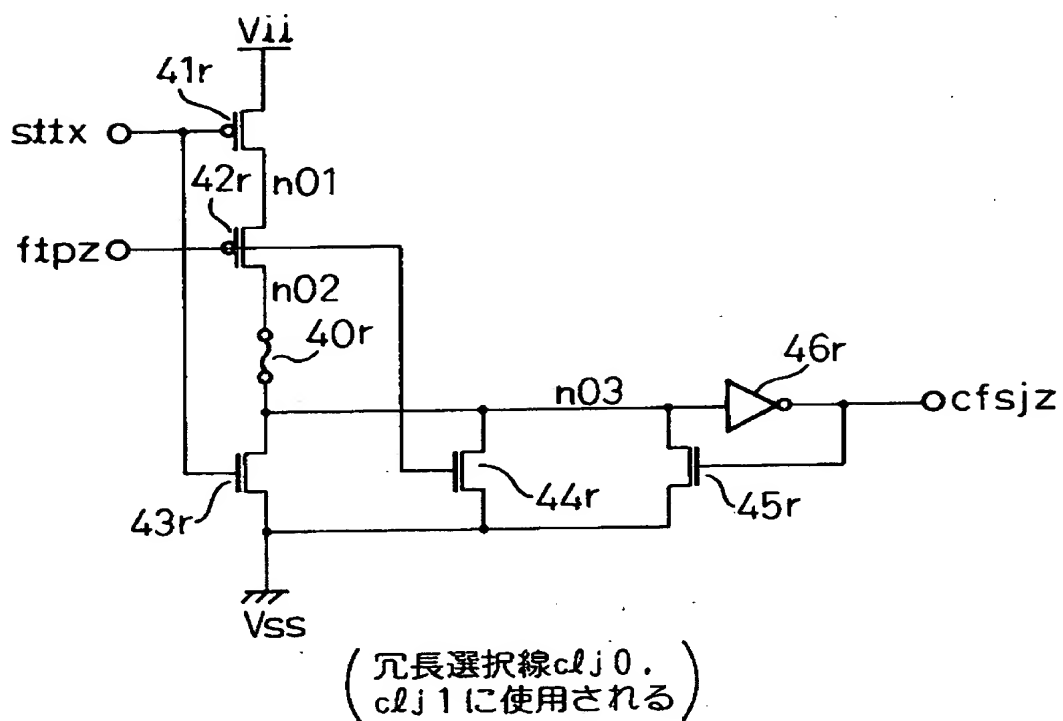 Vii
41r
sttx
42r
n01
ftpz
n02
40r
46r
n03
cfsjz
43r
44r
45r
Vss
(冗長選択線cℓj0.
cℓj1に使用される)